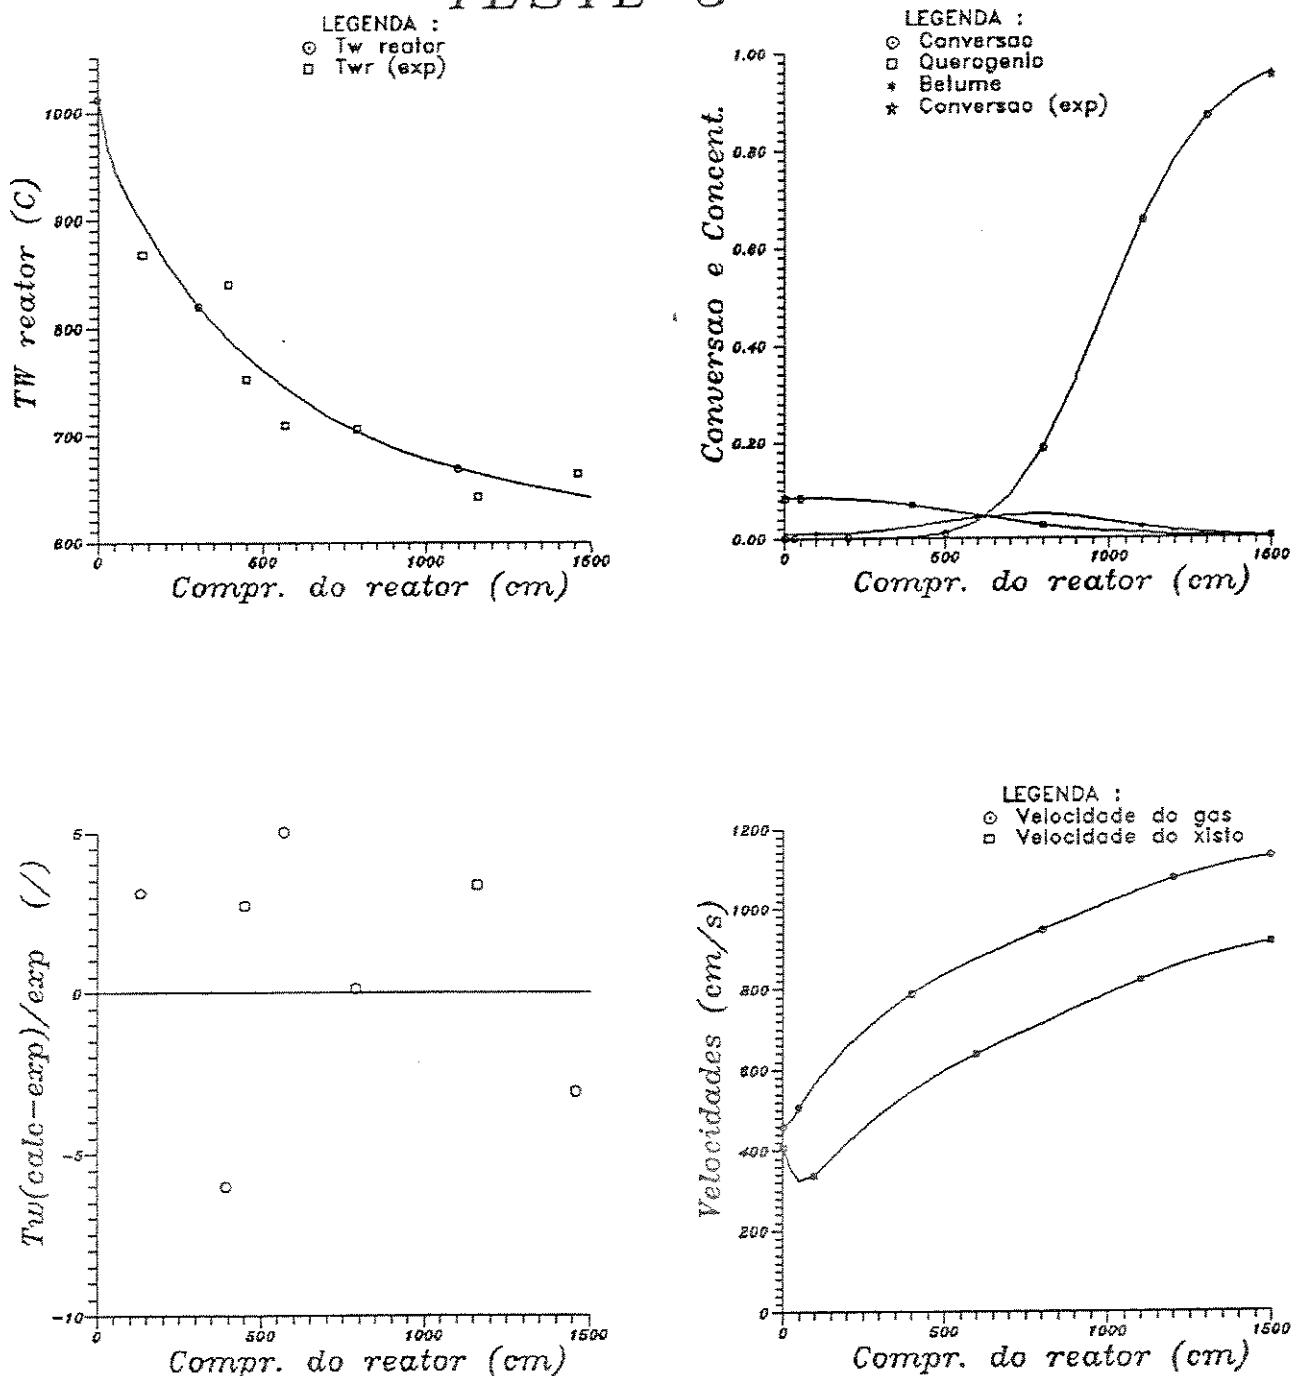 LEGENDA :
Tw reator
Twr (exp)
1000
900
800
700
600
0
500
1000
1500
TW reator (C)
Compr. do reator (cm)
LEGENDA :
Conversao
Querogenio
Betume
Conversao (exp)
1.00
0.80
0.60
0.40
0.20
0.00
0
500
1000
1500
Conversao e Concent.
Compr. do reator (cm)
5
0
-5
-10
0
500
1000
1500
Tw(calc-exp)/exp (/)
Compr. do reator (cm)
LEGENDA :
Velocidade do gas
Velocidade do xisto
1200
1000
800
600
400
200
0
0
500
1000
1500
Velocidades (cm/s)
Compr. do reator (cm)